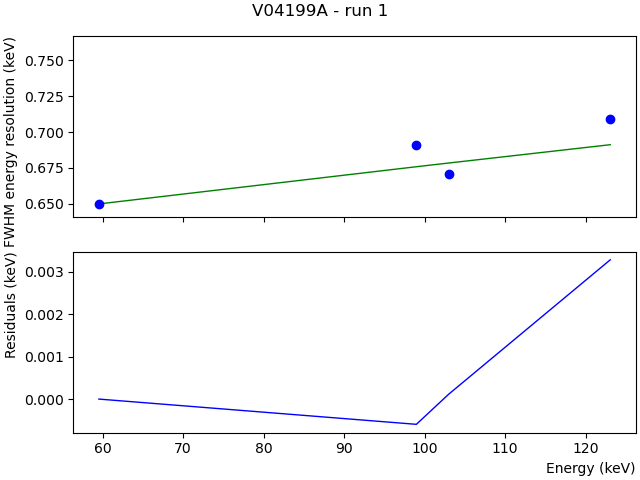 V04199A - run 1
FWHM energy resolution (keV)
0.750
0.725
0.700
0.675
0.650
Residuals (keV)
0.003
0.002
0.001
0.000
60 70 80 90 100 110 120
Energy (keV)